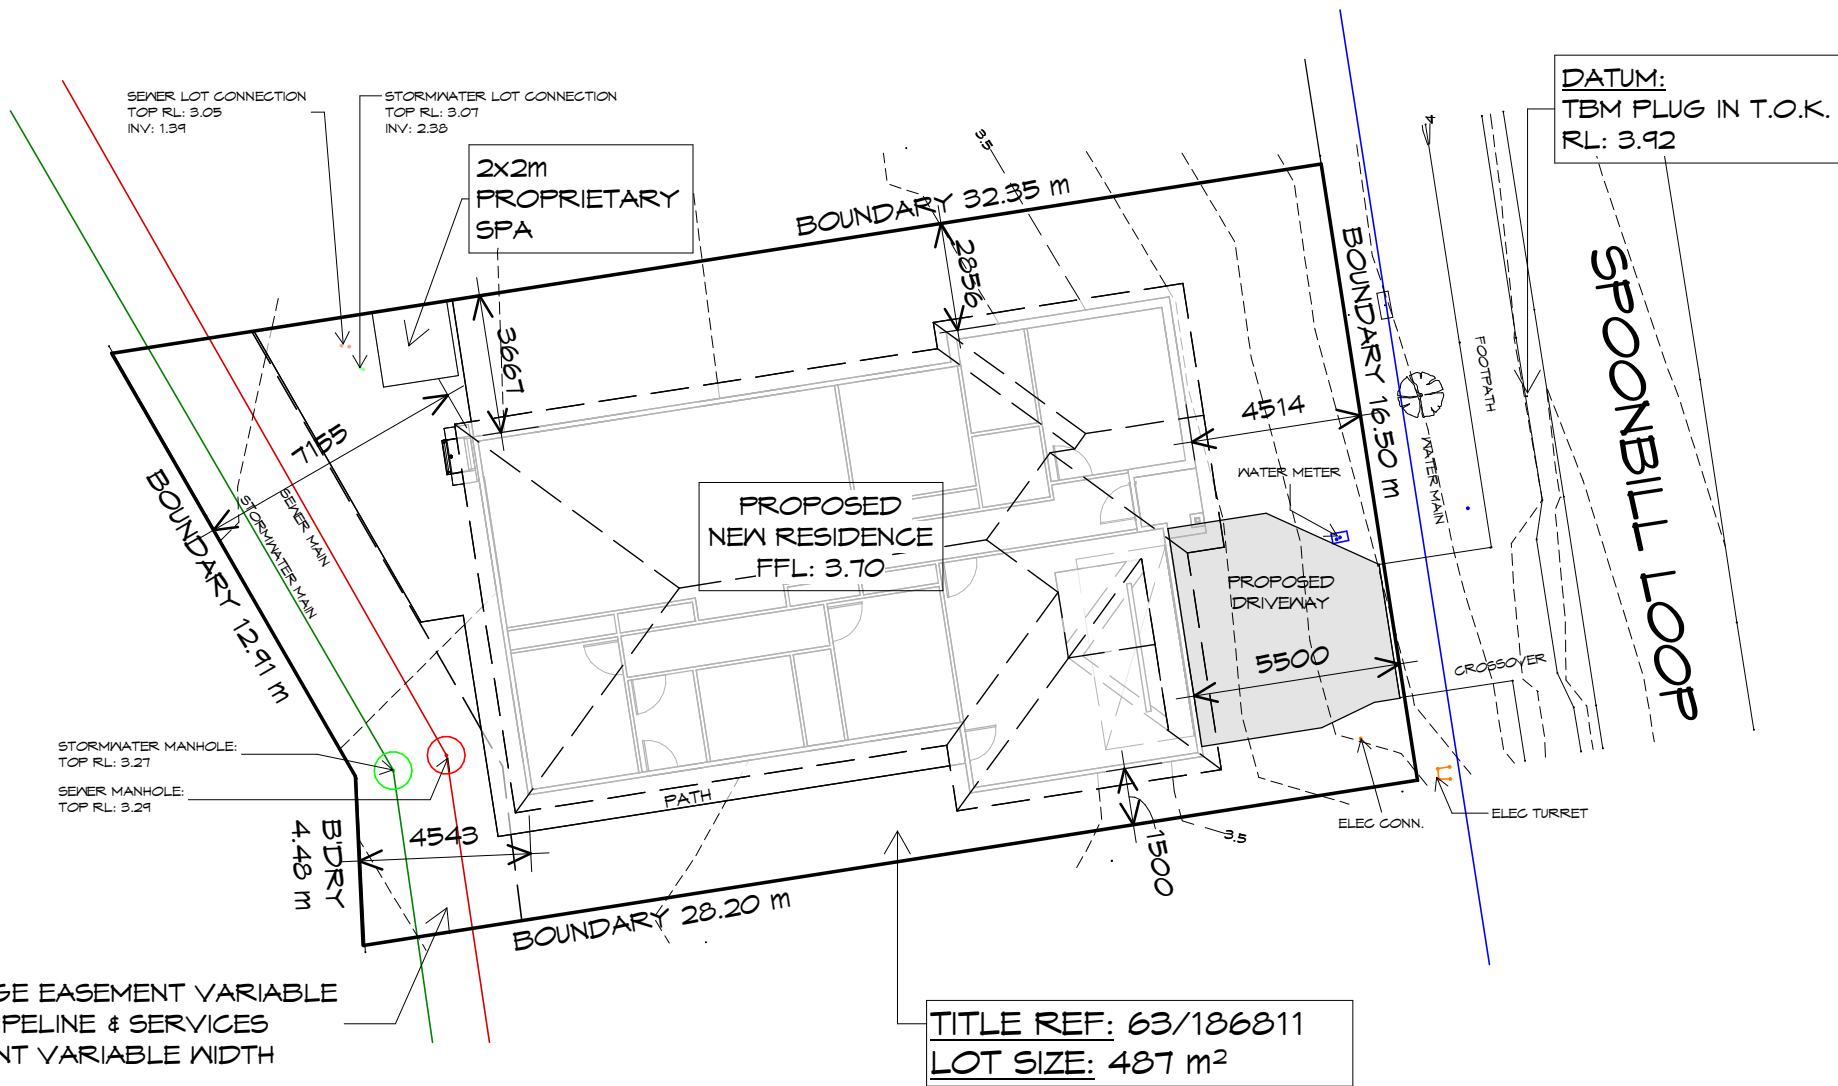 SEWER LOT CONNECTION
TOP RL: 3.05
INV: 1.39
STORMWATER LOT CONNECTION
TOP RL: 3.07
INV: 2.38
2x2m
PROPRIETARY
SPA
3.5
BOUNDARY 32.35 m
4
DATUM:
TBM PLUG IN T.O.K.
RL: 3.92
2856
3667
BOUNDARY 16.50 m
FOOTPATH
SPOONBILL LOOP
4514
7155
WATER METER
WATER MAIN
BOUNDARY 12.91 m
STORMWATER MAIN
SEWER MAIN
PROPOSED
NEW RESIDENCE
FFL: 3.70
PROPOSED
DRIVEWAY
5500
CROSSOVER
STORMWATER MANHOLE:
TOP RL: 3.27
SEWER MANHOLE:
TOP RL: 3.29
PATH
B'DRY
4.48 m
4543
1500
3.5
ELEC CONN.
ELEC TURRET
BOUNDARY 28.20 m
EASEMENT VARIABLE
& SERVICES
VARIABLE WIDTH
TITLE REF: 63/186811
LOT SIZE: 487 m²